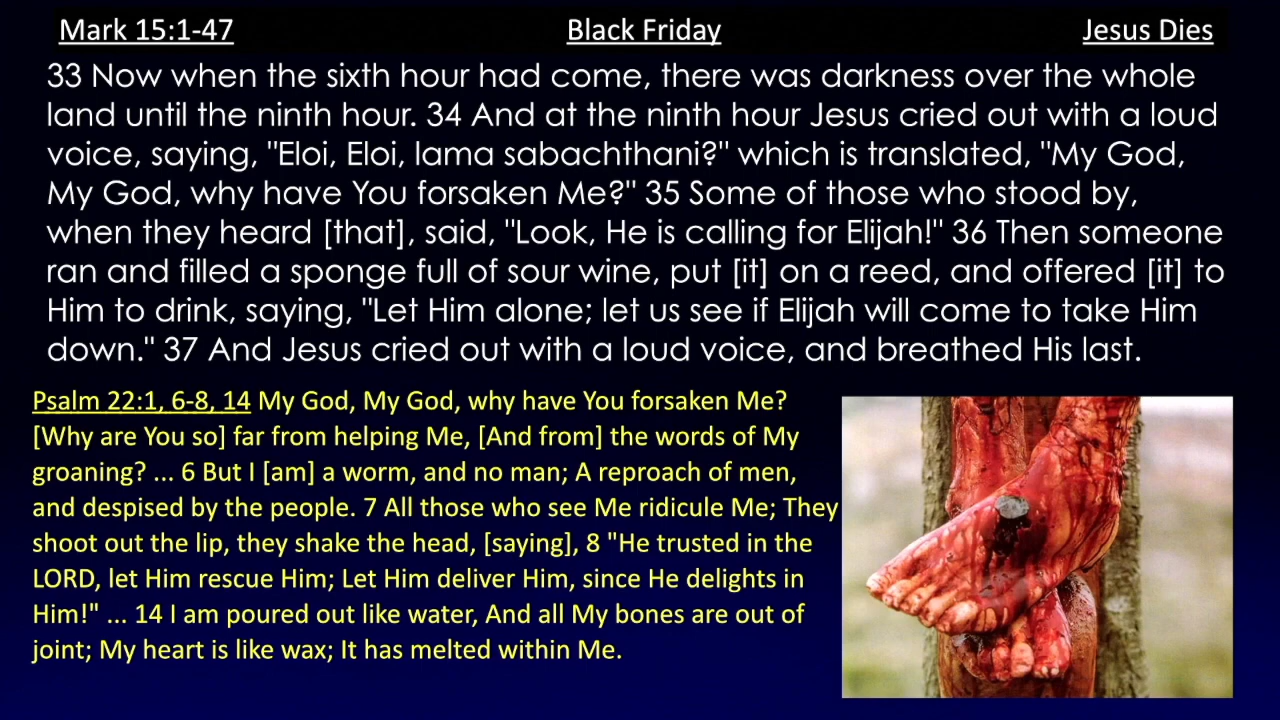 Mark 15:1-47 Black Friday Jesus Dies
33 Now when the sixth hour had come, there was darkness over the whole
land until the ninth hour. 34 And at the ninth hour Jesus cried out with a loud
voice, saying, "Eloi, Eloi, lama sabachthani?" which is translated, "My God,
My God, why have You forsaken Me?" 35 Some of those who stood by,
when they heard [that], said, "Look, He is calling for Elijah!" 36 Then someone
ran and filled a sponge full of sour wine, put [it] on a reed, and offered [it] to
Him to drink, saying, "Let Him alone; let us see if Elijah will come to take Him
down." 37 And Jesus cried out with a loud voice, and breathed His last.
Psalm 22:1, 6-8, 14 My God, My God, why have You forsaken Me?
[Why are You so] far from helping Me, [And from] the words of My
groaning? ... 6 But I [am] a worm, and no man; A reproach of men,
and despised by the people. 7 All those who see Me ridicule Me; They
shoot out the lip, they shake the head, [saying], 8 "He trusted in the
LORD, let Him rescue Him; Let Him deliver Him, since He delights in
Him!" ... 14 I am poured out like water, And all My bones are out of
joint; My heart is like wax; It has melted within Me.